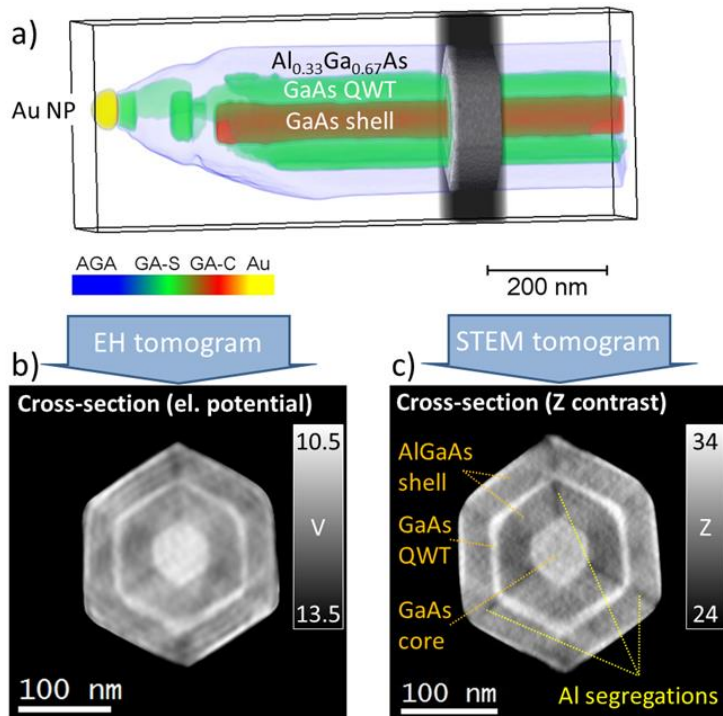 a)
Al0.33Ga0.67As
GaAs QWT
Au NP
GaAs shell
AGA GA-S GA-C Au
200 nm
EH tomogram
STEM tomogram
b)
Cross-section (el. potential)
10.5
V
13.5
100 nm
c)
Cross-section (Z contrast)
34
Z
24
AlGaAs
shell
GaAs
QWT
GaAs
core
100 nm
Al segregations